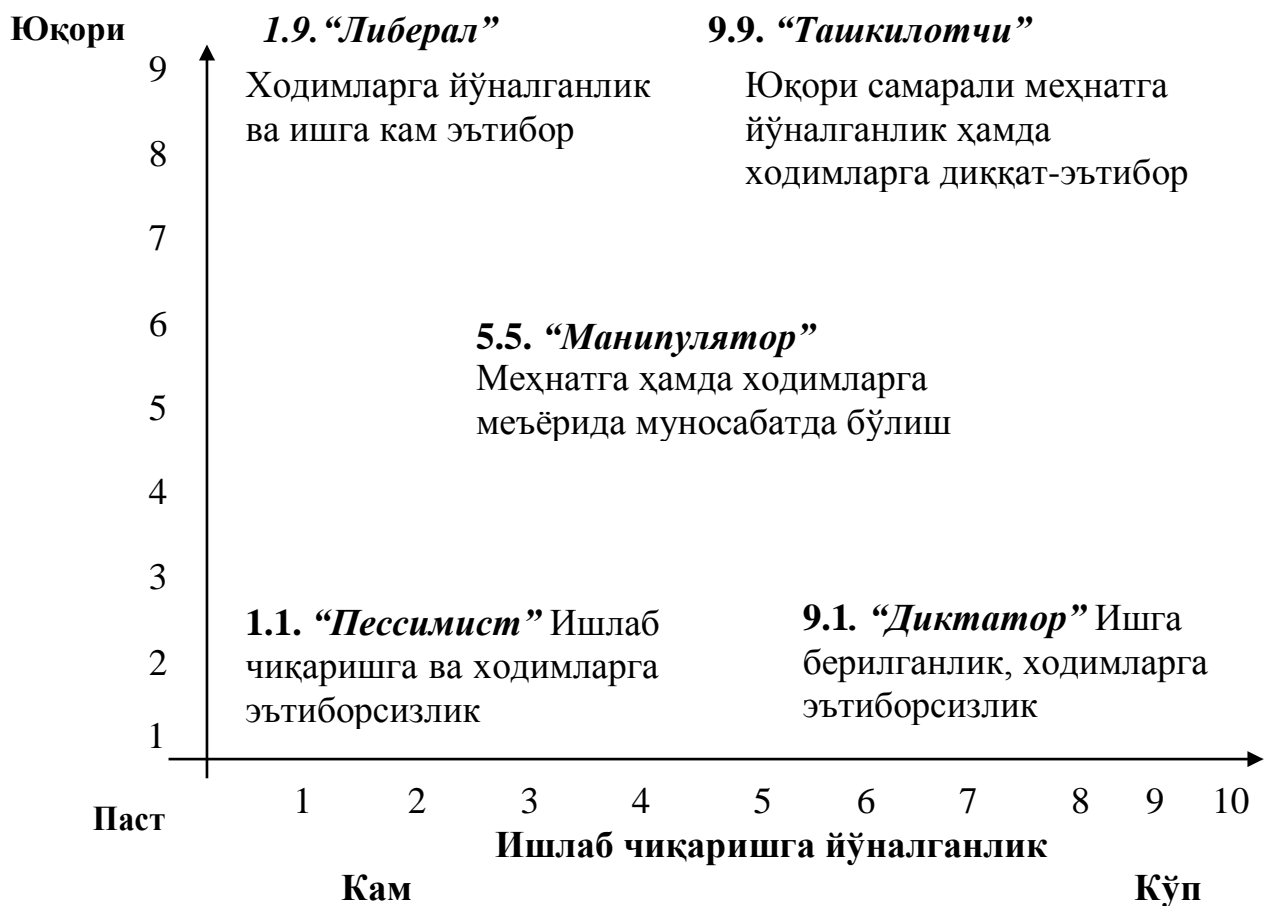 Юқори
1.9. “Либерал”
9.9. “Ташкилотчи”
9
Ходимларга йўналганлик
ва ишга кам эътибор
Юқори самарали меҳнатга
йўналганлик ҳамда
ходимларга диққат-эътибор
8
7
6
5.5. “Манипулятор”
Меҳнатга ҳамда ходимларга
меъёрида муносабатда бўлиш
5
4
3
1.1. “Пессимист” Ишлаб
чиқаришга ва ходимларга
эътиборсизлик
9.1. “Диктатор” Ишга
берилганлик, ходимларга
эътиборсизлик
2
1
Паст
1 2 3 4 5 6 7 8 9 10
Ишлаб чиқаришга йўналганлик
Кам Кўп